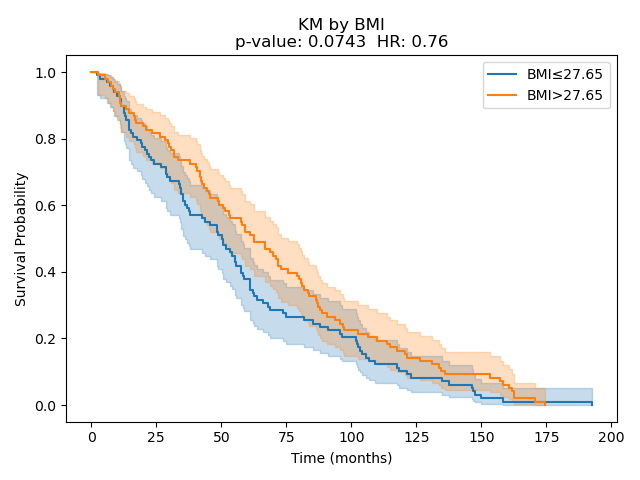 KM by BMI
p-value: 0.0743  HR: 0.76
BMI≤27.65
BMI>27.65
Survival Probability
1.0
0.8
0.6
0.4
0.2
0.0
0 25 50 75 100 125 150 175 200
Time (months)